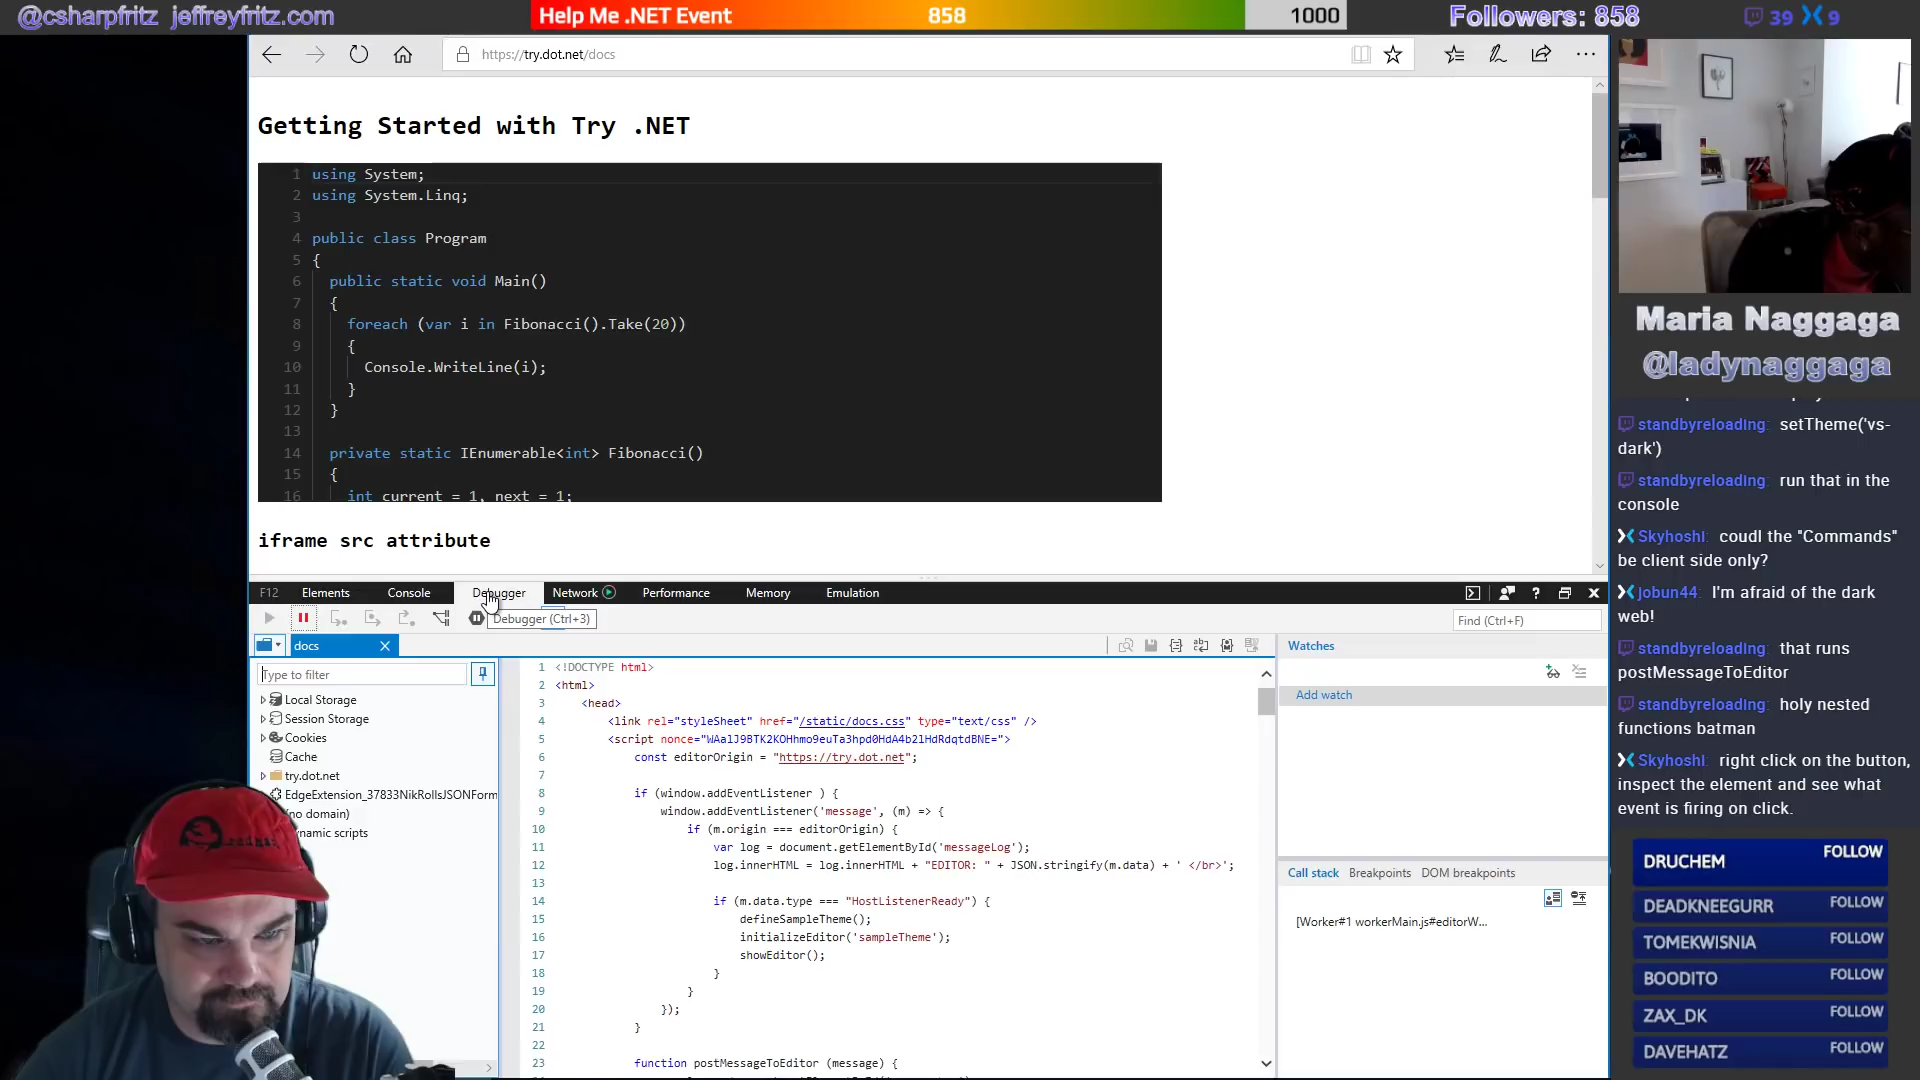 @csharpfritz jeffreyfritz.com
Help Me .NET Event 858 1000
Followers: 858
39 9
https://try.dot.net/docs
Getting Started with Try .NET
1 using System;
2 using System.Linq;
3
4 public class Program
5 {
6 public static void Main()
7 {
8 foreach (var i in Fibonacci().Take(20))
9 {
10 Console.WriteLine(i);
11 }
12 }
13
14 private static IEnumerable<int> Fibonacci()
15 {
16 int current = 1, next = 1;
iframe src attribute
F12 Elements Console Debugger Network Performance Memory Emulation
Debugger (Ctrl+3)
Find (Ctrl+F)
docs
Type to filter
Local Storage
Session Storage
Cookies
Cache
try.dot.net
EdgeExtension_37833NikRollsJSONForm
(no domain)
namic scripts
1 <!DOCTYPE html>
2 <html>
3 <head>
4 <link rel="styleSheet" href="/static/docs.css" type="text/css" />
5 <script nonce="WAalJ9BTK2KOHhmo9euTa3hpd0HdA4b2lHdRdqtdBNE=">
6 const editorOrigin = "https://try.dot.net";
7
8 if (window.addEventListener ) {
9 window.addEventListener('message', (m) => {
10 if (m.origin === editorOrigin) {
11 var log = document.getElementById('messageLog');
12 log.innerHTML = log.innerHTML + "EDITOR: " + JSON.stringify(m.data) + ' </br>';
13
14 if (m.data.type === "HostListenerReady") {
15 defineSampleTheme();
16 initializeEditor('sampleTheme');
17 showEditor();
18 }
19 }
20 });
21 }
22
23 function postMessageToEditor (message) {
Watches
Add watch
Call stack Breakpoints DOM breakpoints
[Worker#1 workerMain.js#editorW...
Maria Naggaga
@ladynaggaga
standbyreloading: setTheme('vs-
dark')
standbyreloading: run that in the
console
Skyhoshi: coudl the "Commands"
be client side only?
jobun44: I'm afraid of the dark
web!
standbyreloading: that runs
postMessageToEditor
standbyreloading: holy nested
functions batman
Skyhoshi: right click on the button,
inspect the element and see what
event is firing on click.
DRUCHEM FOLLOW
DEADKNEEGURR FOLLOW
TOMEKWISNIA FOLLOW
BOODITO FOLLOW
ZAX_DK FOLLOW
DAVEHATZ FOLLOW